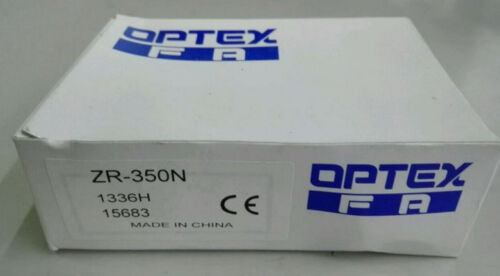 OPTEX
FA
ZR-350N
1336H
15683
CE
MADE IN CHINA
OPTEX
FA